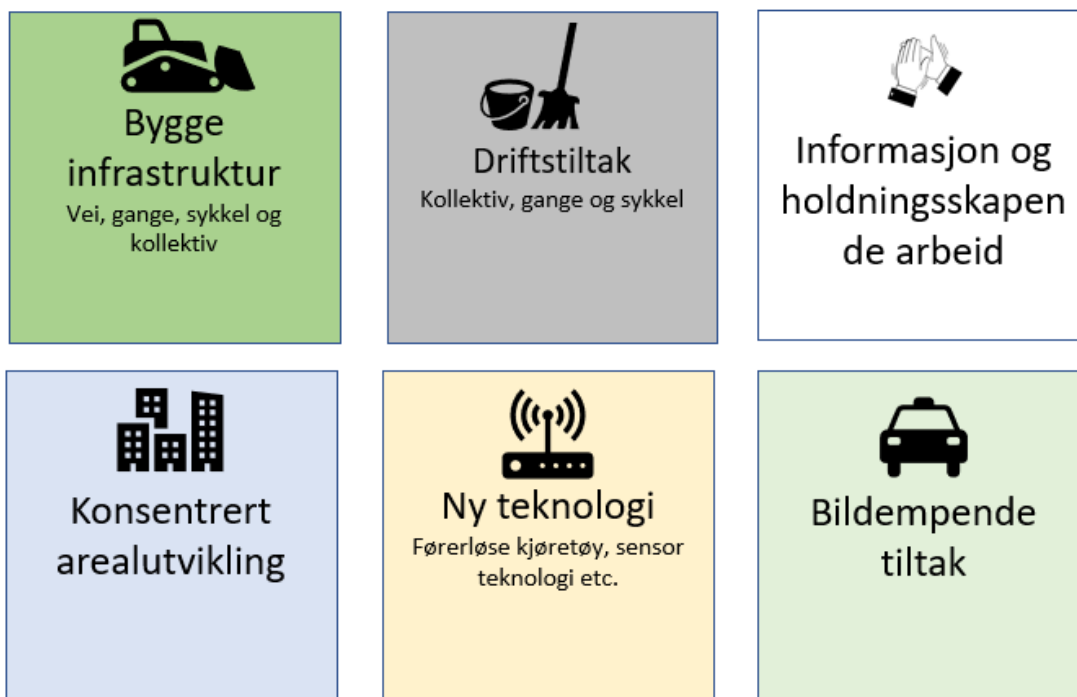 Bygge
infrastruktur
Vei, gange, sykkel og
kollektiv
Driftstiltak
Kollektiv, gange og sykkel
Informasjon og
holdningsskapen
de arbeid
Konsentrert
arealutvikling
Ny teknologi
Førerløse kjøretøy, sensor
teknologi etc.
Bildempende
tiltak